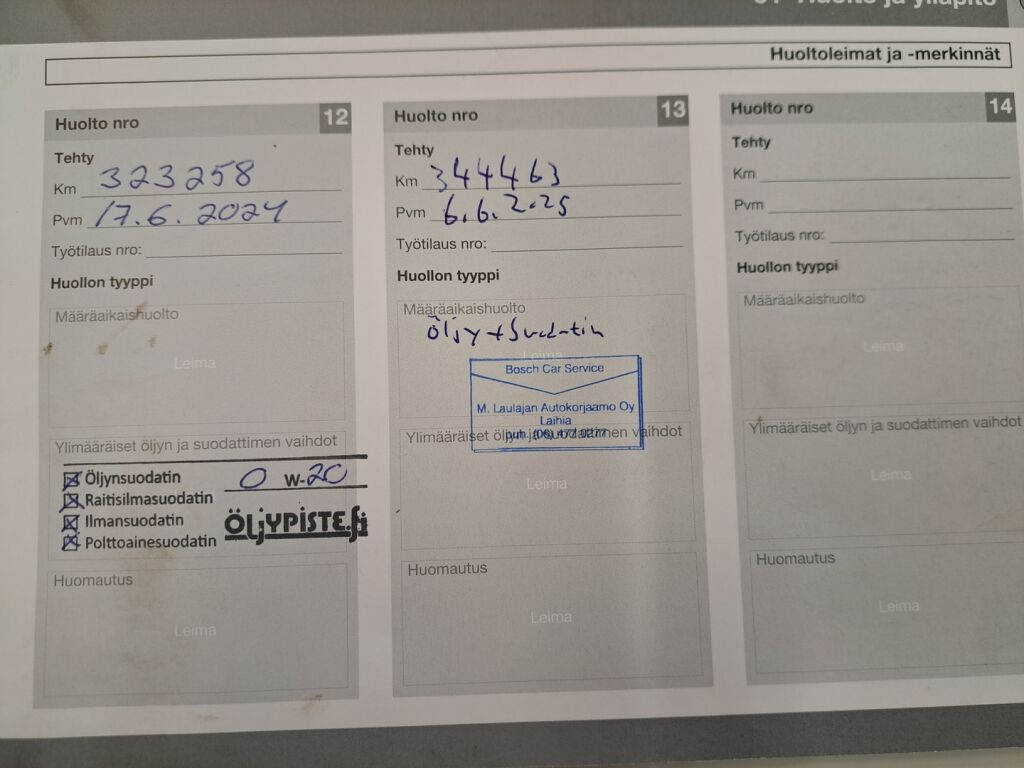 Huoltoleimat ja -merkinnät
Huolto nro 12
Tehty
Km 323258
Pvm 17.6.2024
Työtilaus nro:
Huollon tyyppi
Määräaikaishuolto
Leima
Ylimääräiset öljyn ja suodattimen vaihdot
Öljynsuodatin 0 W-20
Raitisilmasuodatin
Ilmansuodatin ÖljYPISTE.fi
Polttoainesuodatin
Huomautus
Leima
Huolto nro 13
Tehty
Km 344463
Pvm 6.6.2025
Työtilaus nro:
Huollon tyyppi
Määräaikaishuolto
Öljy + Suodatin
Leima
Bosch Car Service
M. Laulajan Autokorjaamo Oy
Laihia
Ylimääräiset öljyn ja suodattimen vaihdot
Leima
Huomautus
Leima
Huolto nro 14
Tehty
Km
Pvm
Työtilaus nro:
Huollon tyyppi
Määräaikaishuolto
Leima
Ylimääräiset öljyn ja suodattimen vaihdot
Leima
Huomautus
Leima